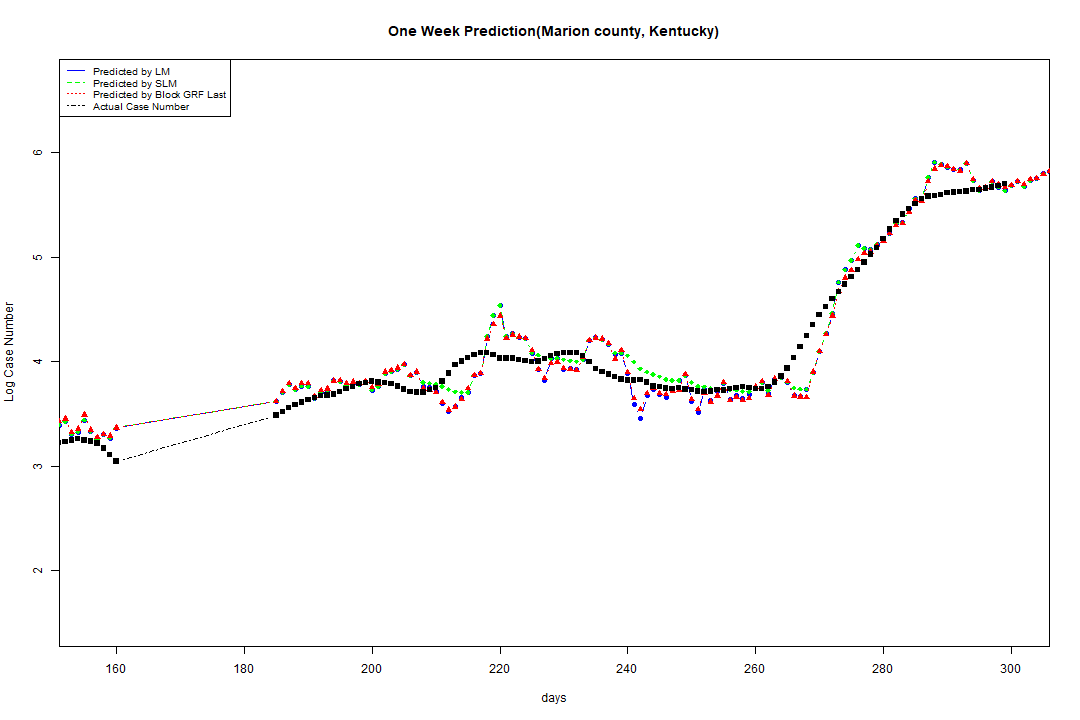 One Week Prediction(Marion county, Kentucky)
Predicted by LM
Predicted by SLM
Predicted by Block GRF Last
Actual Case Number
Log Case Number
6
5
4
3
2
160 180 200 220 240 260 280 300
days